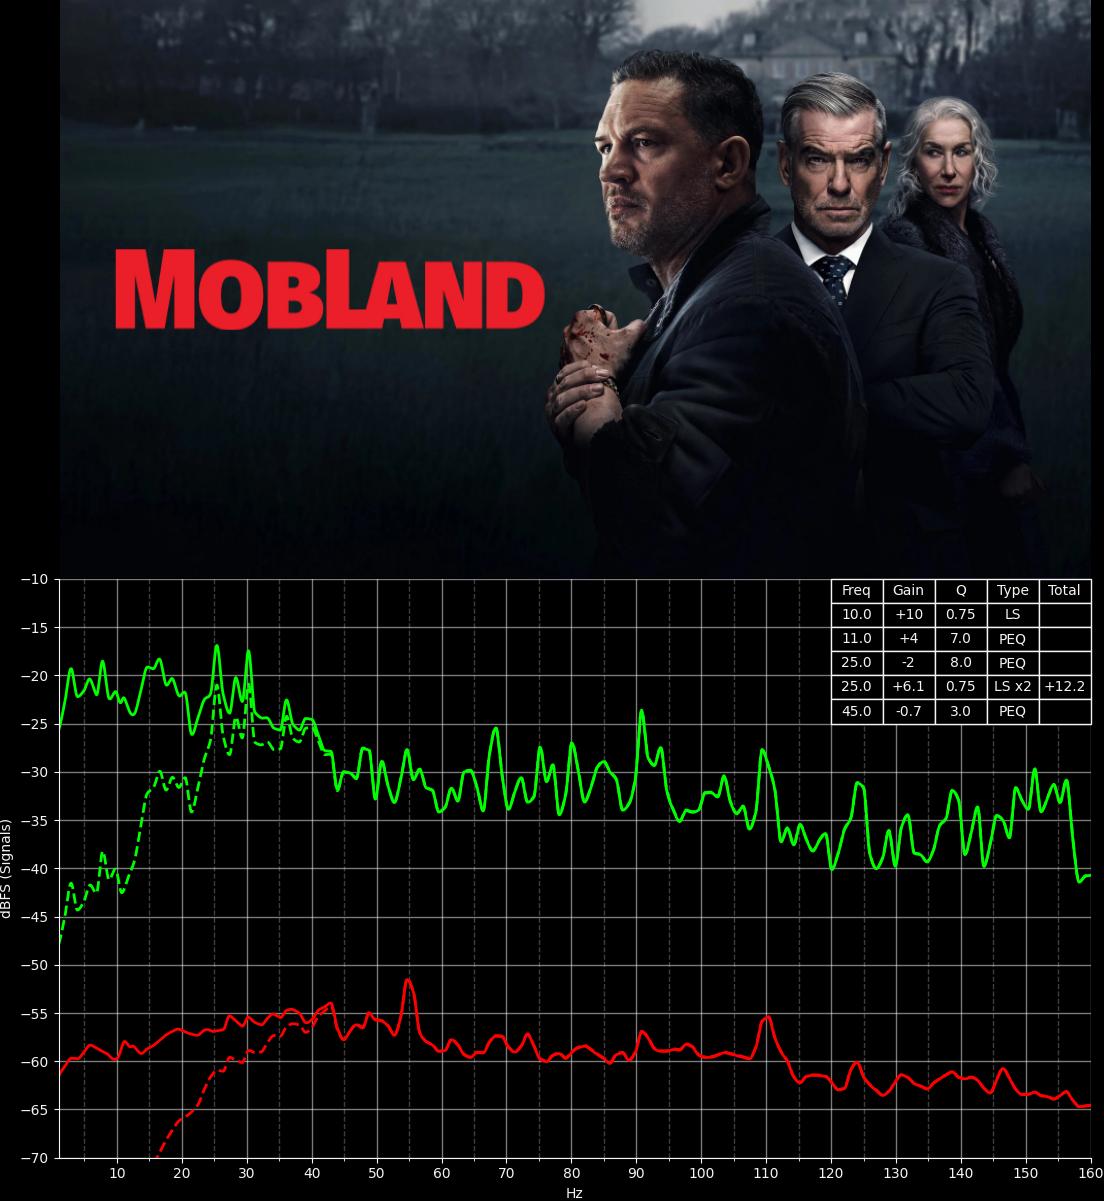 MOBLAND
Freq Gain Q Type Total
10.0 +10 0.75 LS
11.0 +4 7.0 PEQ
25.0 -2 8.0 PEQ
25.0 +6.1 0.75 LS x2 +12.2
45.0 -0.7 3.0 PEQ
−10
−15
−20
−25
−30
−35
−40
−45
−50
−55
−60
−65
−70
dBFS (Signals)
10 20 30 40 50 60 70 80 90 100 110 120 130 140 150 160
Hz